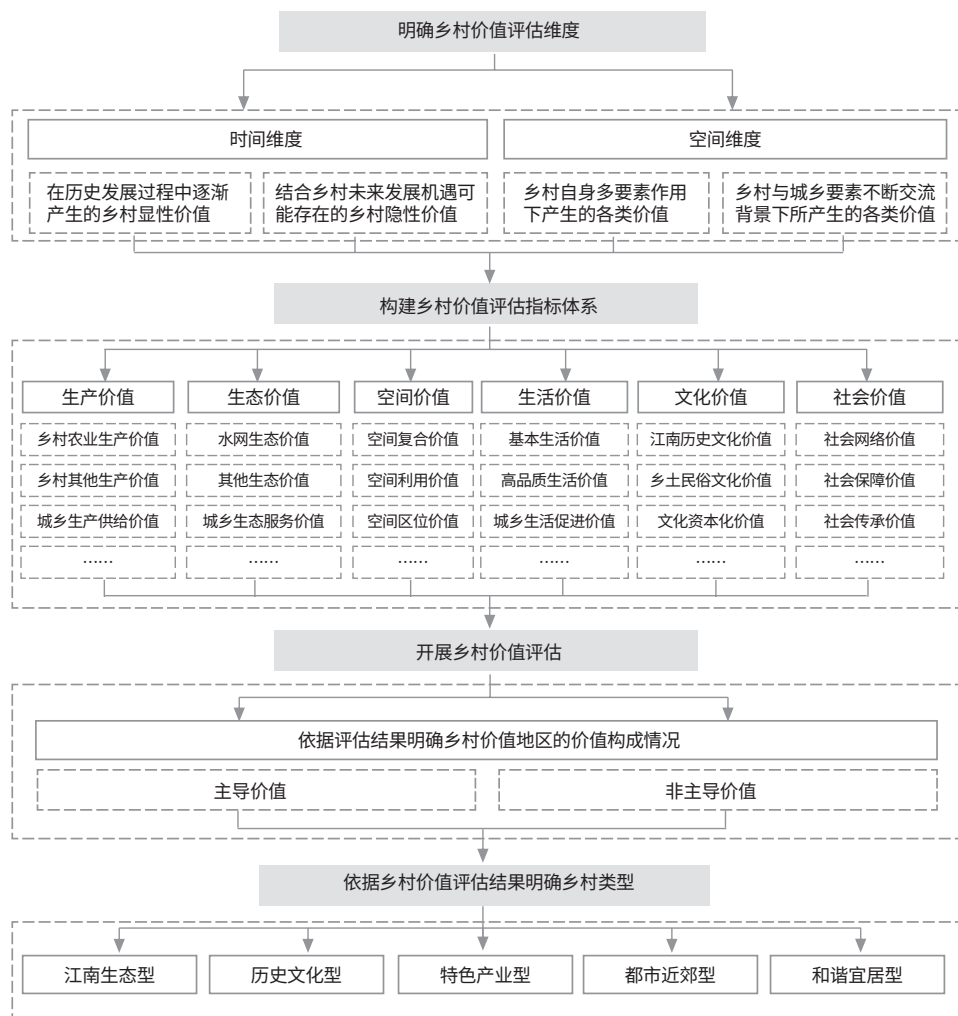 明确乡村价值评估维度
时间维度
空间维度
在历史发展过程中逐渐
产生的乡村显性价值
结合乡村未来发展机遇可
能存在的乡村隐性价值
乡村自身多要素作用
下产生的各类价值
乡村与城乡要素不断交流
背景下所产生的各类价值
构建乡村价值评估指标体系
生产价值
生态价值
空间价值
生活价值
文化价值
社会价值
乡村农业生产价值
水网生态价值
空间复合价值
基本生活价值
江南历史文化价值
社会网络价值
乡村其他生产价值
其他生态价值
空间利用价值
高品质生活价值
乡土民俗文化价值
社会保障价值
城乡生产供给价值
城乡生态服务价值
空间区位价值
城乡生活促进价值
文化资本化价值
社会传承价值
……
……
……
……
……
……
开展乡村价值评估
依据评估结果明确乡村价值地区的价值构成情况
主导价值
非主导价值
依据乡村价值评估结果明确乡村类型
江南生态型
历史文化型
特色产业型
都市近郊型
和谐宜居型